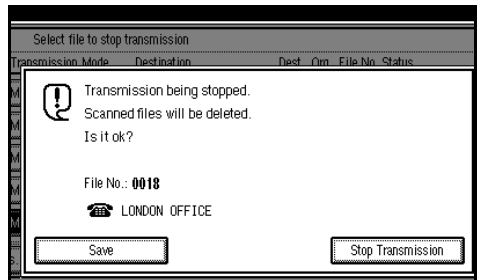 Select file to stop transmission
Transmission Mode Destination Dest. Org. File No. Status
Transmission being stopped.
Scanned files will be deleted.
Is it ok?
File No.: 0018
LONDON OFFICE
Save
Stop Transmission